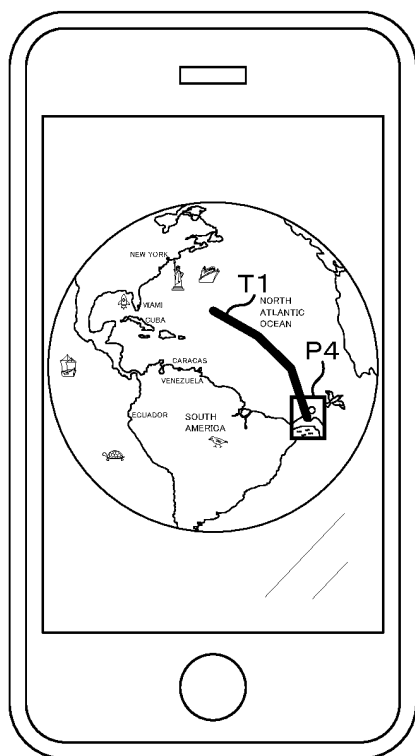 NEW YORK
T1
NORTH
ATLANTIC
OCEAN
MIAMI
CUBA
P4
CARACAS
VENEZUELA
ECUADOR
SOUTH
AMERICA